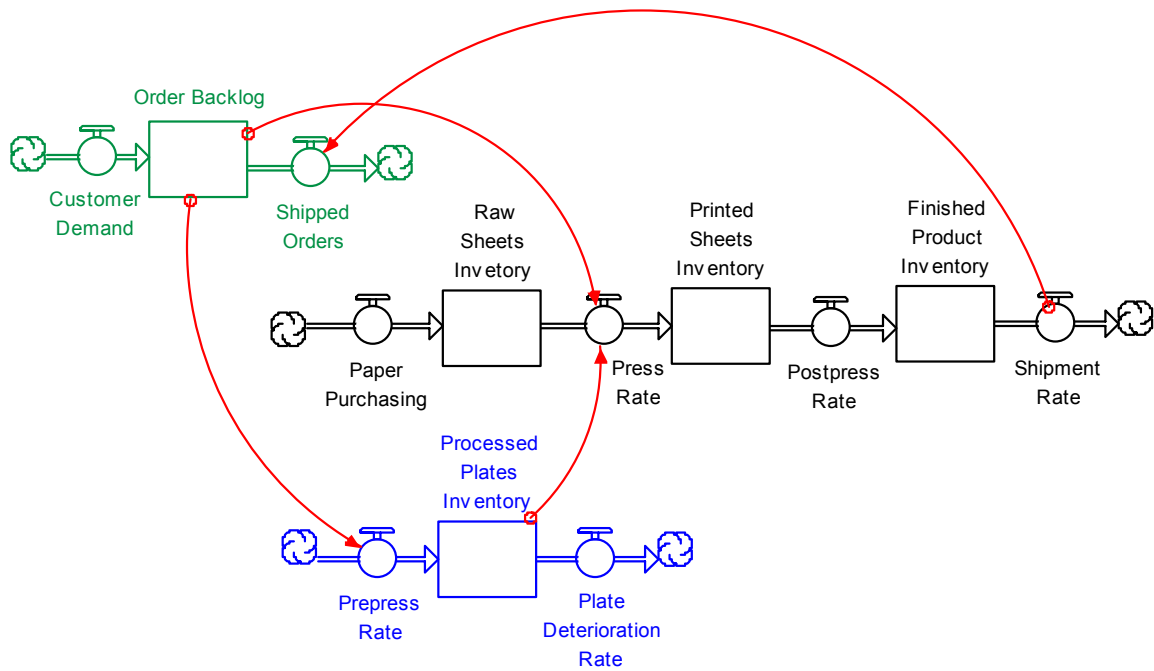 Order Backlog
Customer
Demand
Shipped
Orders
Raw
Sheets
Invetory
Printed
Sheets
Inventory
Finished
Product
Inventory
Paper
Purchasing
Press
Rate
Postpress
Rate
Shipment
Rate
Processed
Plates
Inventory
Prepress
Rate
Plate
Deterioration
Rate